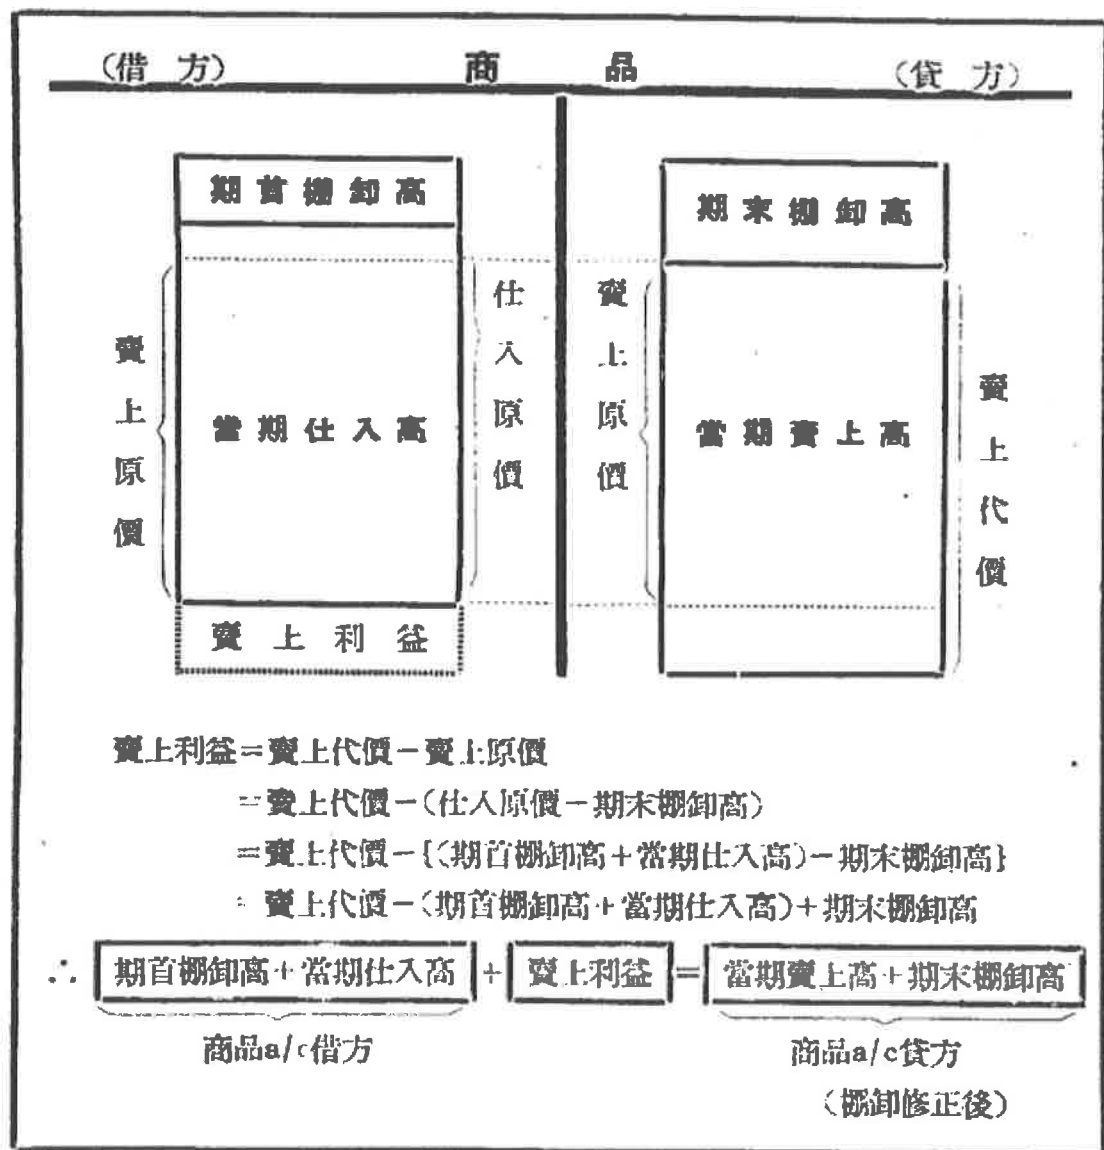 (借方) 商品 (貸方)
期首棚卸高
期末棚卸高
賣上原價
當期仕入高
仕入原價
賣上原價
當期賣上高
賣上代價
賣上利益
賣上利益=賣上代價-賣上原價
=賣上代價-(仕入原價-期末棚卸高)
=賣上代價-{(期首棚卸高+當期仕入高)-期末棚卸高}
=賣上代價-(期首棚卸高+當期仕入高)+期末棚卸高
∴ 期首棚卸高+當期仕入高 + 賣上利益 = 當期賣上高+期末棚卸高
商品a/c借方 商品a/c貸方
(棚卸修正後)